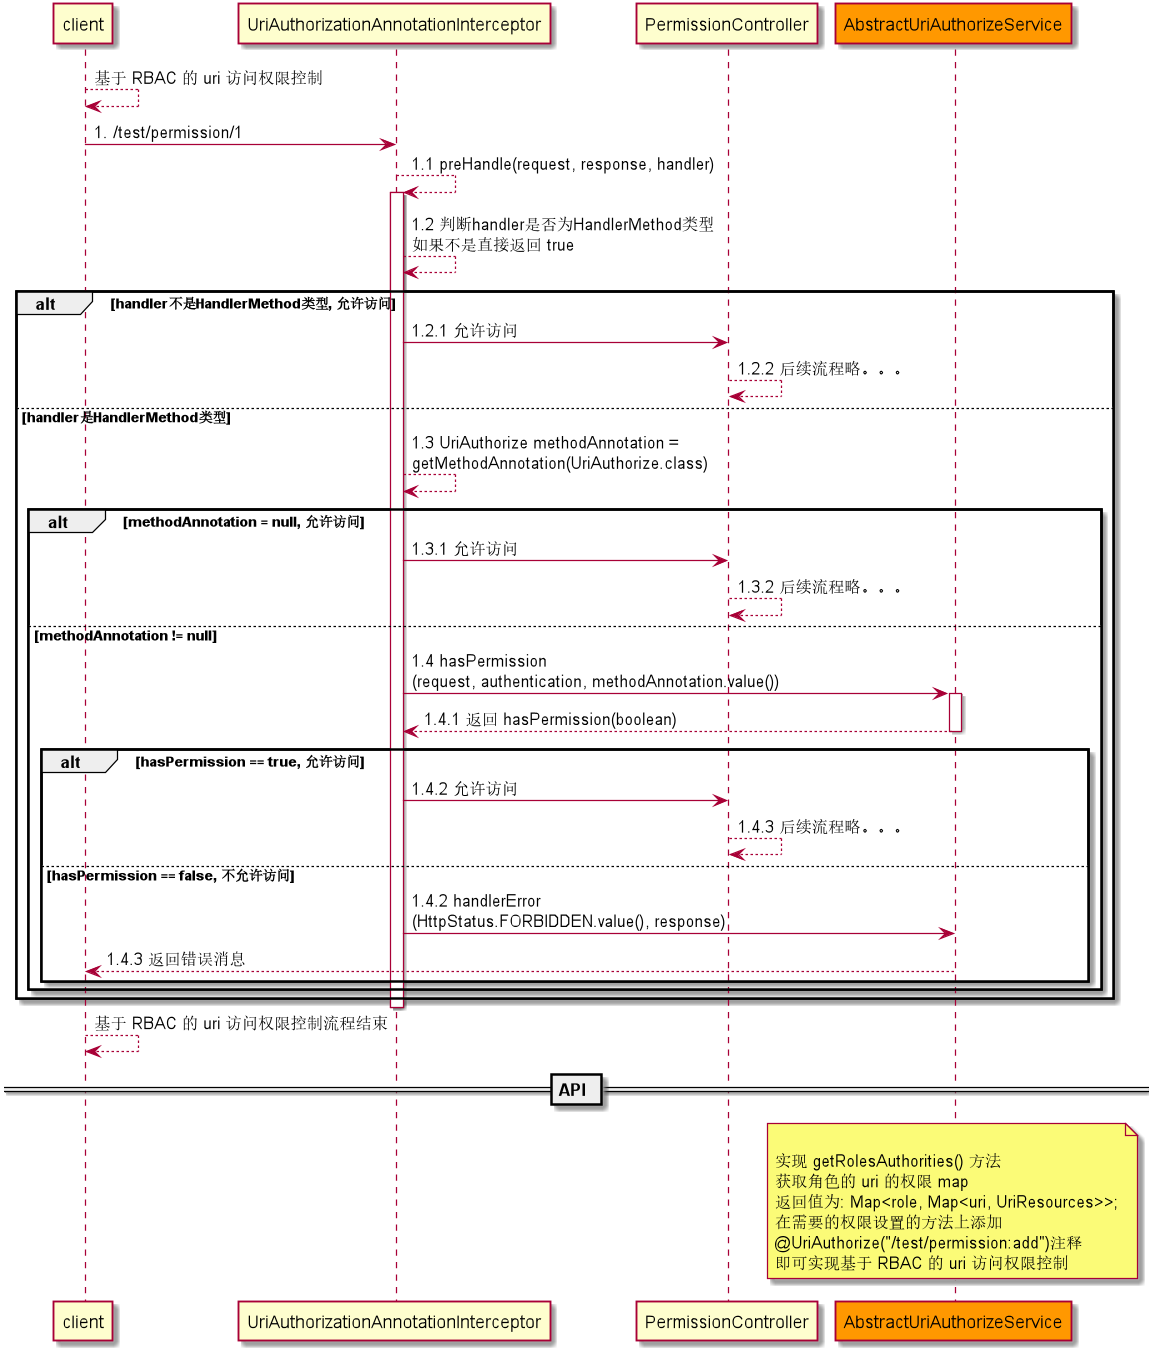 client
UriAuthorizationAnnotationInterceptor
PermissionController
AbstractUriAuthorizeService
基于 RBAC 的 uri 访问权限控制
1. /test/permission/1
1.1 preHandle(request, response, handler)
1.2 判断handler是否为HandlerMethod类型
如果不是直接返回 true
alt
[handler不是HandlerMethod类型, 允许访问]
1.2.1 允许访问
1.2.2 后续流程略。。。
[handler是HandlerMethod类型]
1.3 UriAuthorize methodAnnotation =
getMethodAnnotation(UriAuthorize.class)
alt
[methodAnnotation = null, 允许访问]
1.3.1 允许访问
1.3.2 后续流程略。。。
[methodAnnotation != null]
1.4 hasPermission
(request, authentication, methodAnnotation.value())
1.4.1 返回 hasPermission(boolean)
alt
[hasPermission == true, 允许访问]
1.4.2 允许访问
1.4.3 后续流程略。。。
[hasPermission == false, 不允许访问]
1.4.2 handlerError
(HttpStatus.FORBIDDEN.value(), response)
1.4.3 返回错误消息
基于 RBAC 的 uri 访问权限控制流程结束
API
实现 getRolesAuthorities() 方法
获取角色的 uri 的权限 map
返回值为: Map<role, Map<uri, UriResources>>;
在需要的权限设置的方法上添加
@UriAuthorize("/test/permission:add")注释
即可实现基于 RBAC 的 uri 访问权限控制
client
UriAuthorizationAnnotationInterceptor
PermissionController
AbstractUriAuthorizeService